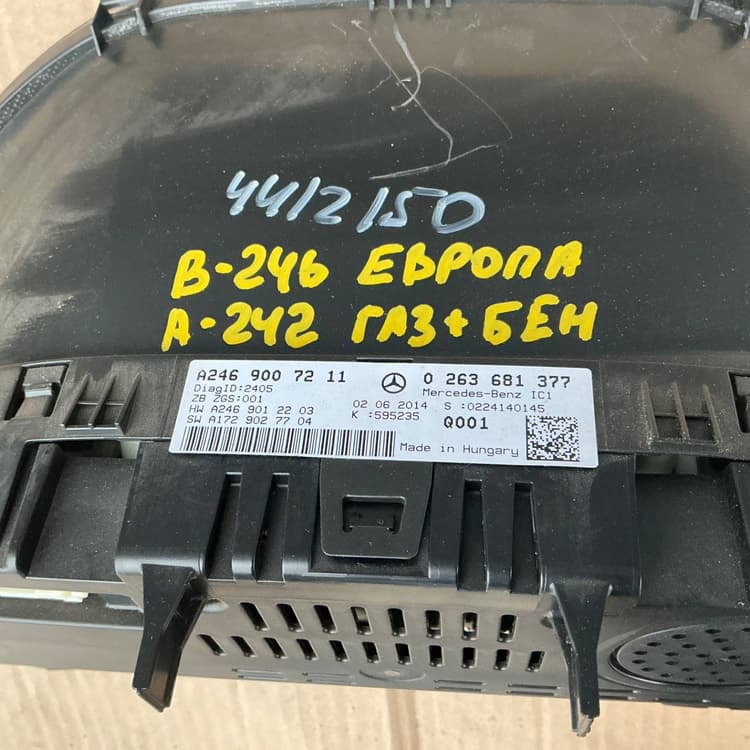 4412150
B-246 ЕВРОПА
A-242 ГАЗ+БЕН
A246 900 72 11 0 263 681 377
DiagID:2405 Mercedes-Benz IC1
ZB ZGS:001 02 06 2014 S :0224140145
HW A246 901 22 03 K :595235 Q001
SW A172 902 77 04 Made in Hungary